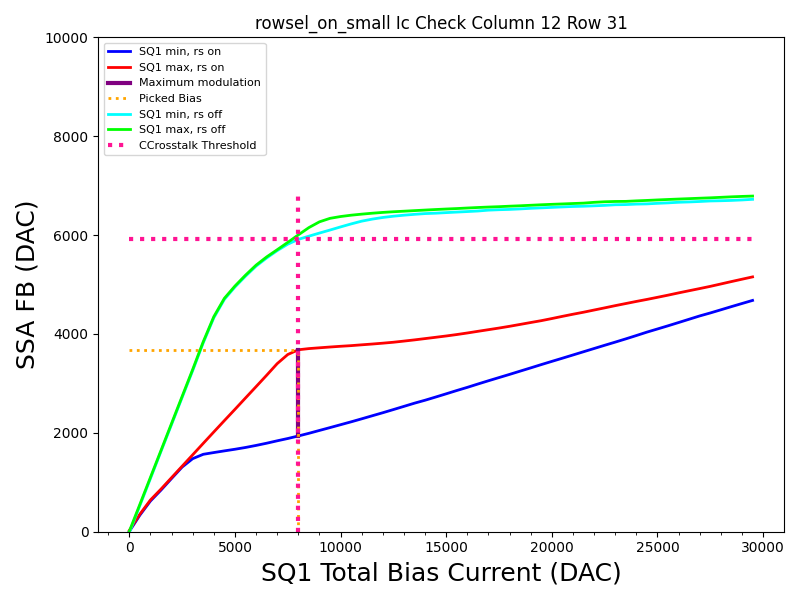 rowsel_on_small Ic Check Column 12 Row 31
10000
8000
6000
4000
2000
0
SSA FB (DAC)
SQ1 min, rs on
SQ1 max, rs on
Maximum modulation
Picked Bias
SQ1 min, rs off
SQ1 max, rs off
CCrosstalk Threshold
0 5000 10000 15000 20000 25000 30000
SQ1 Total Bias Current (DAC)